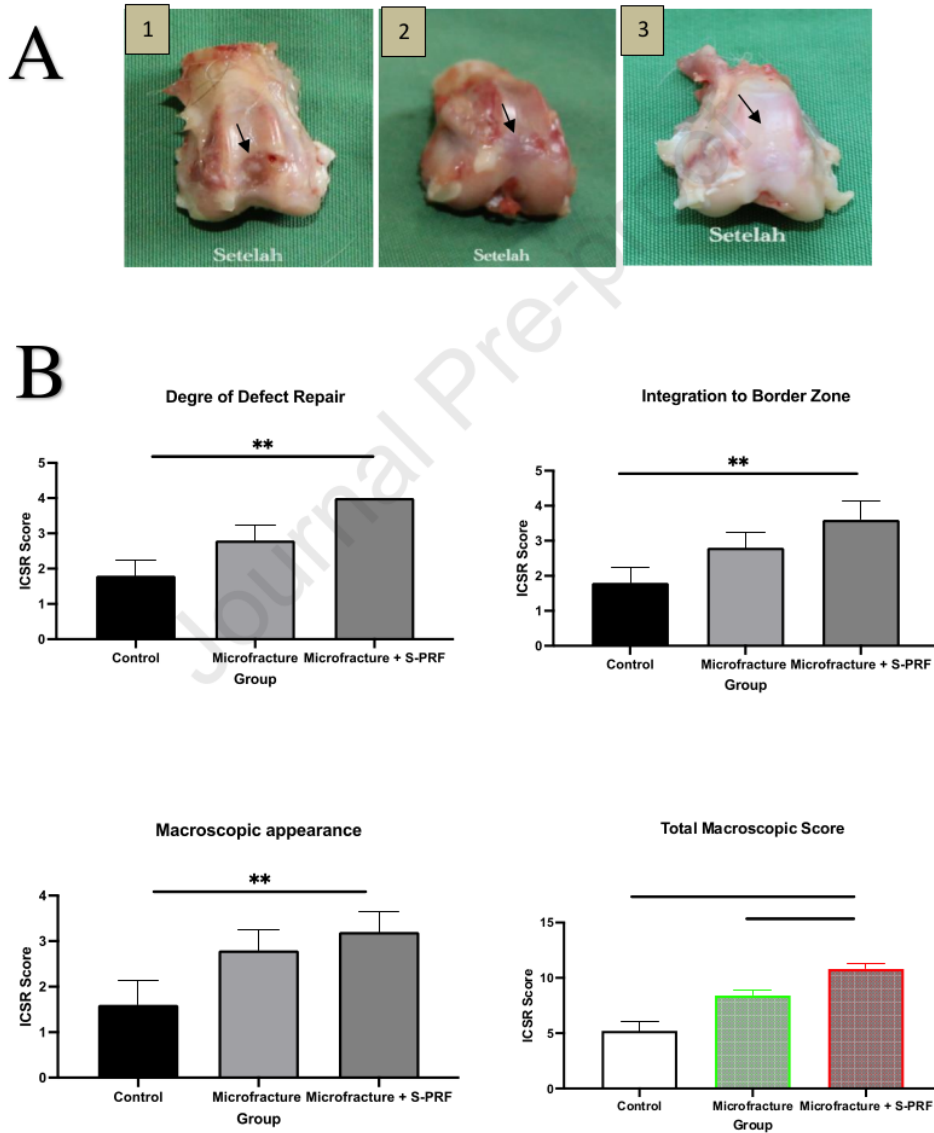 A
1
2
3
Setelah
Setelah
Setelah
Journal Pre-pr
B
Degre of Defect Repair
**
5
4
3
2
1
0
ICSR Score
Control
Microfracture
Microfracture + S-PRF
Group
Integration to Border Zone
**
5
4
3
2
1
0
ICSR Score
Control
Microfracture
Microfracture + S-PRF
Group
Macroscopic appearance
**
4
3
2
1
0
ICSR Score
Control
Microfracture
Microfracture + S-PRF
Group
Total Macroscopic Score
15
10
5
0
ICSR Score
Control
Microfracture
Microfracture + S-PRF
Group